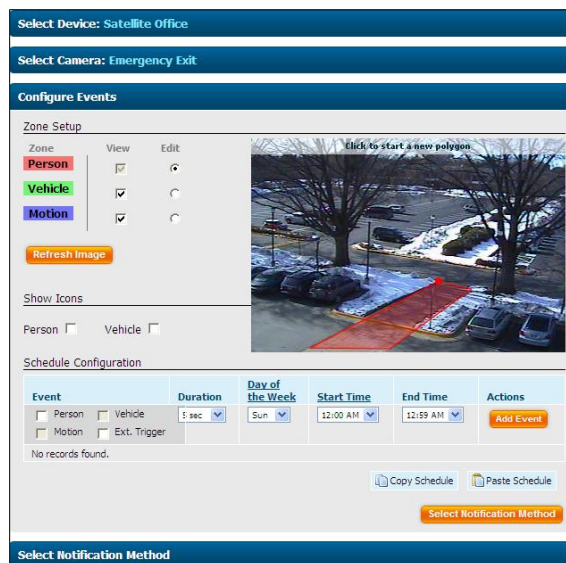 Select Device: Satellite Office
Select Camera: Emergency Exit
Configure Events
Zone Setup
Zone View Edit
Person
Vehicle
Motion
Click to start a new polygon
Refresh Image
Show Icons
Person Vehicle
Schedule Configuration
Event Duration Day of the Week Start Time End Time Actions
Person Vehicle
Motion Ext. Trigger
5 sec Sun 12:00 AM 12:59 AM Add Event
No records found.
Copy Schedule Paste Schedule
Select Notification Method
Select Notification Method